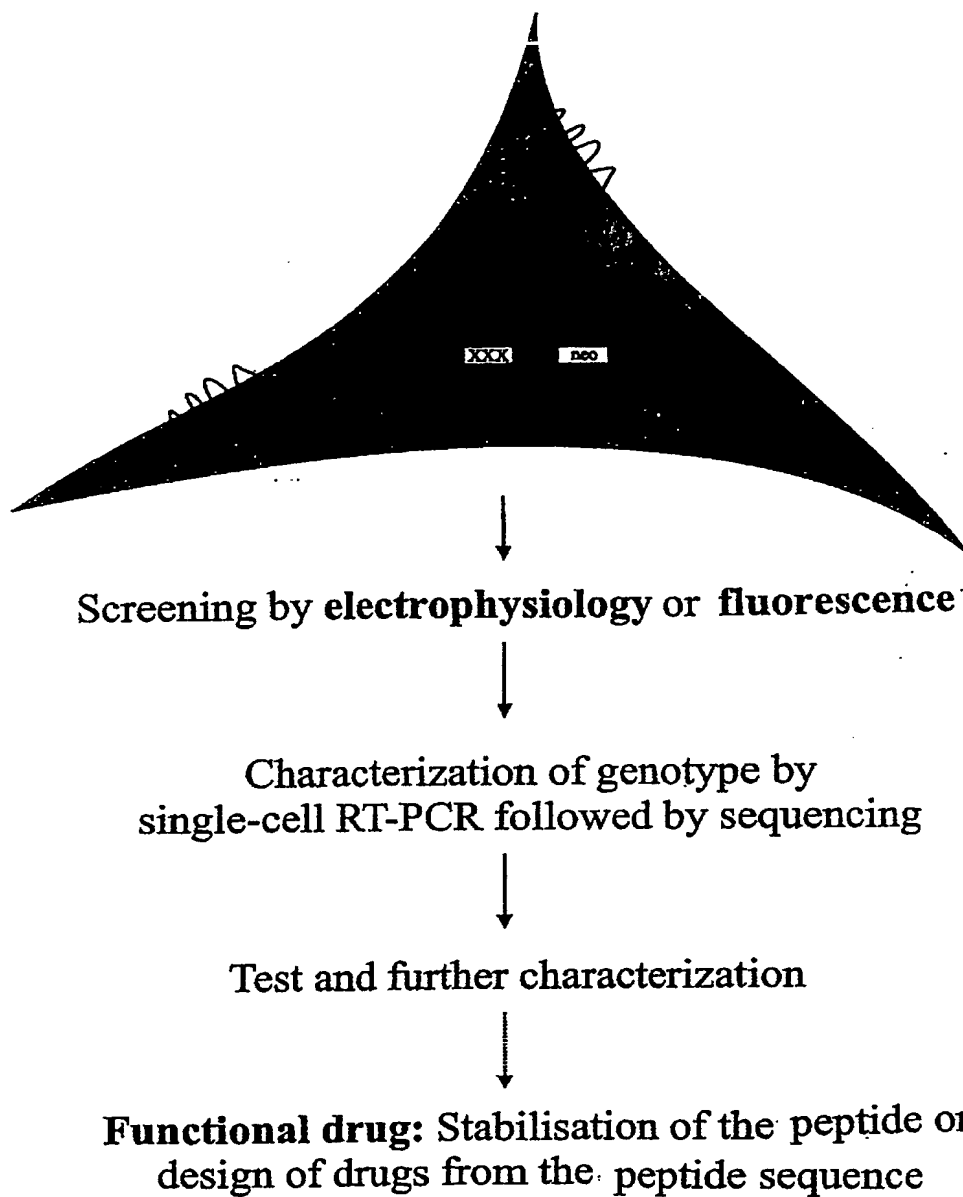 XXX neo
Screening by electrophysiology or fluorescence
Characterization of genotype by
single-cell RT-PCR followed by sequencing
Test and further characterization
Functional drug: Stabilisation of the peptide or
design of drugs from the peptide sequence